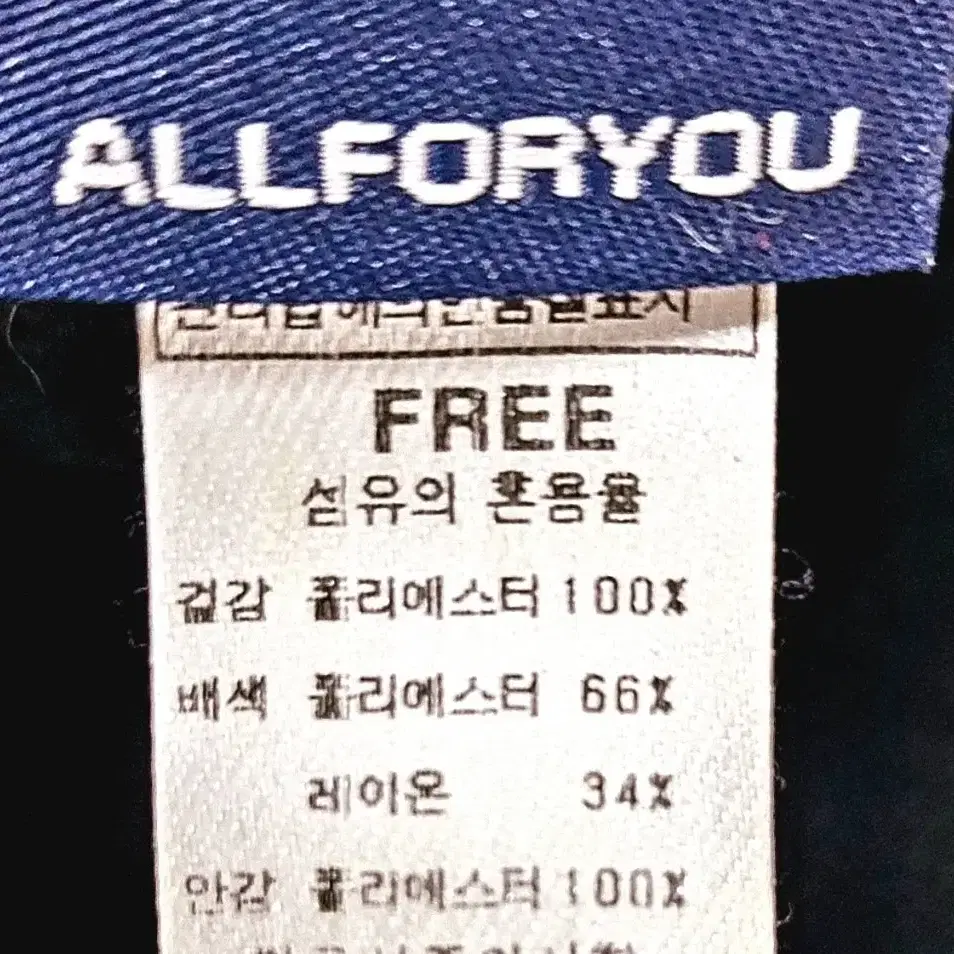 ALLFORYOU
FREE
섬유의 혼용율
겉감 폴리에스터 100%
배색 폴리에스터 66%
레이온 34%
안감 폴리에스터 100%